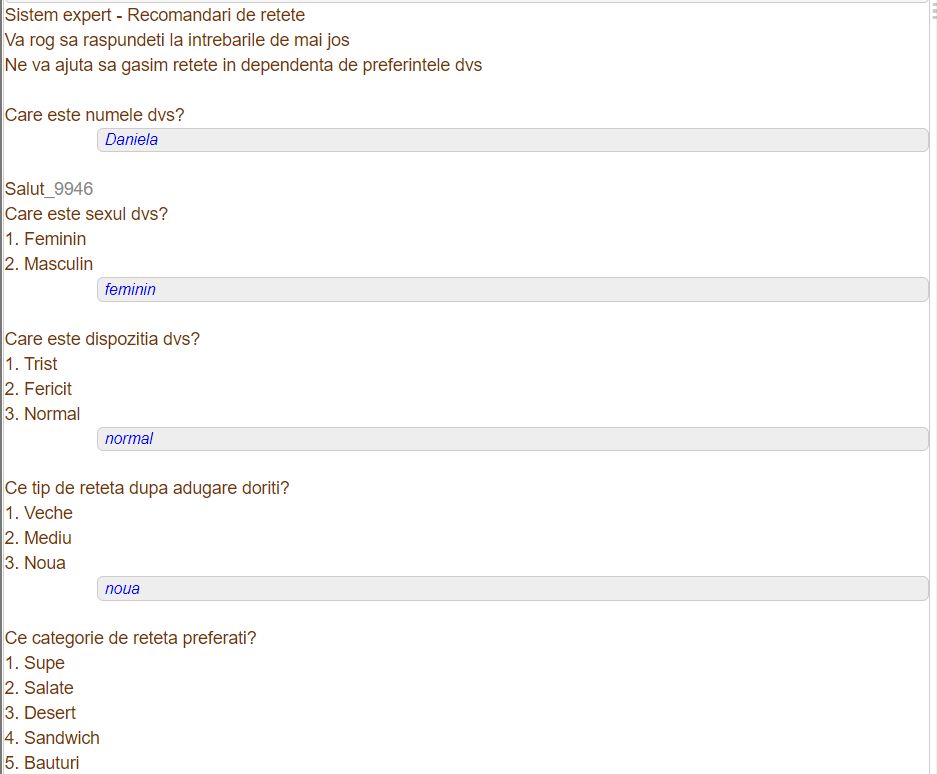 Sistem expert - Recomandari de retete
Va rog sa raspundeti la intrebarile de mai jos
Ne va ajuta sa gasim retete in dependenta de preferintele dvs
Care este numele dvs?
Daniela
Salut_9946
Care este sexul dvs?
1. Feminin
2. Masculin
feminin
Care este dispozitia dvs?
1. Trist
2. Fericit
3. Normal
normal
Ce tip de reteta dupa adugare doriti?
1. Veche
2. Mediu
3. Noua
noua
Ce categorie de reteta preferati?
1. Supe
2. Salate
3. Desert
4. Sandwich
5. Bauturi